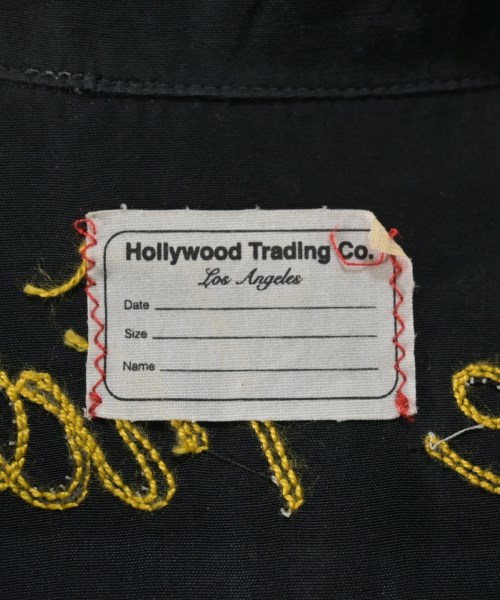 Hollywood Trading Co.
Los Angeles
Date
Size
Name